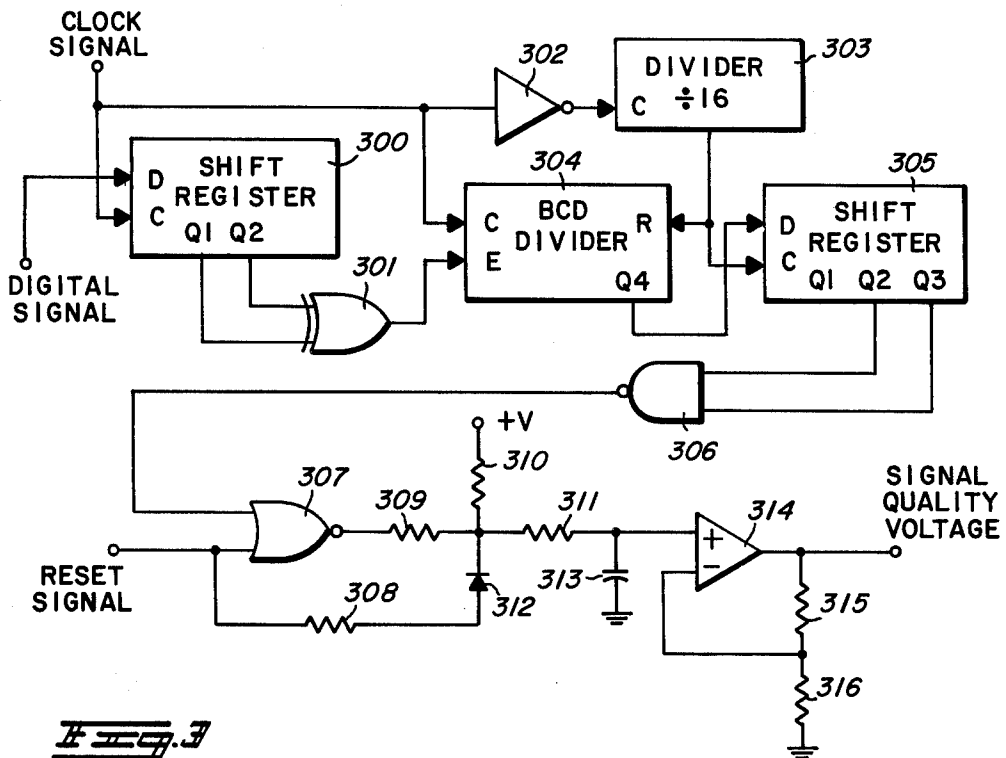 CLOCK
SIGNAL
302
DIVIDER
÷16
C
303
300
SHIFT
REGISTER
D
C
Q1 Q2
DIGITAL
SIGNAL
301
304
BCD
DIVIDER
C
E
R
Q4
305
SHIFT
REGISTER
D
C
Q1 Q2 Q3
306
+V
310
307
309
311
SIGNAL
QUALITY
VOLTAGE
314
+
-
RESET
SIGNAL
308
312
313
315
316
Fig.3